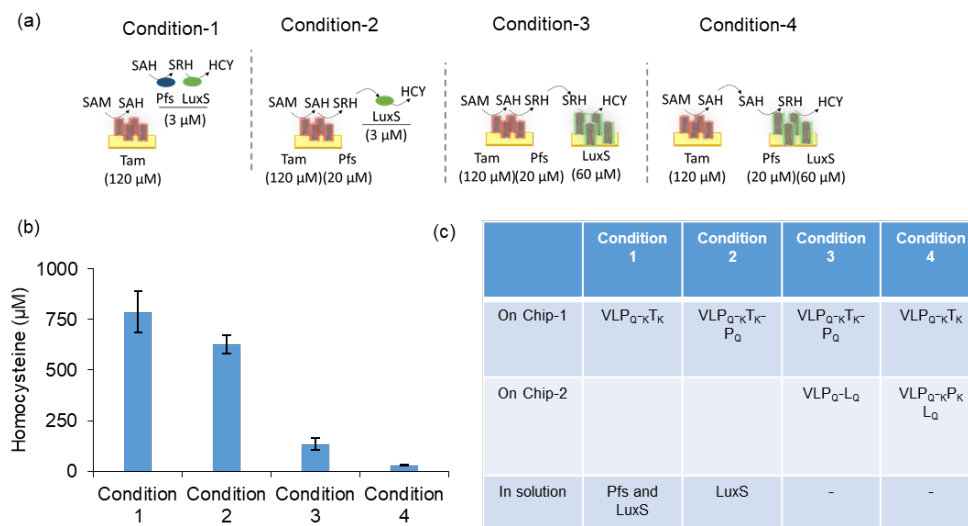 (a)
Condition-1
Condition-2
Condition-3
Condition-4
SAH SRH HCY
SAM SAH
Pfs LuxS
(3 µM)
Tam
(120 µM)
SAM SAH SRH
HCY
LuxS
(3 µM)
Tam Pfs
(120 µM)(20 µM)
SAM SAH SRH
SRH HCY
Tam Pfs
(120 µM)(20 µM)
LuxS
(60 µM)
SAM SAH
SAH SRH HCY
Tam
(120 µM)
Pfs LuxS
(20 µM)(60 µM)
(b)
Homocysteine (µM)
1000
750
500
250
0
Condition 1
Condition 2
Condition 3
Condition 4
(c)
Condition 1
Condition 2
Condition 3
Condition 4
On Chip-1
VLPQ-KTK
VLPQ-KTK-PQ
VLPQ-KTK-PQ
VLPQ-KTK
On Chip-2
VLPQ-LQ
VLPQ-KPK LQ
In solution
Pfs and LuxS
LuxS
-
-